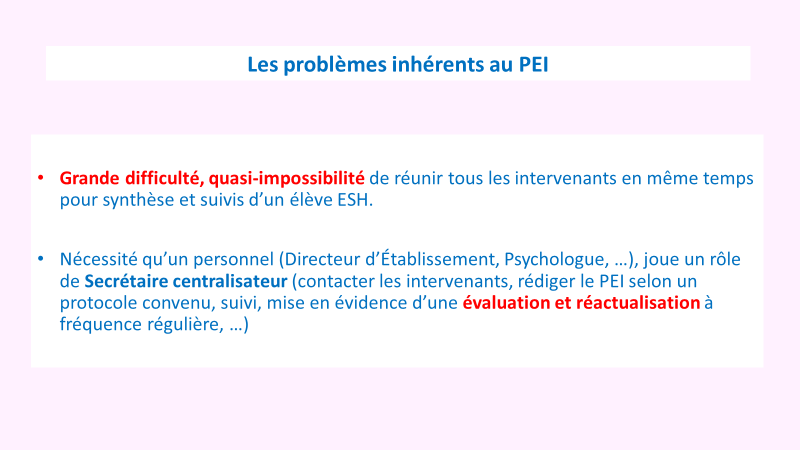 Les problèmes inhérents au PEI
• Grande difficulté, quasi-impossibilité de réunir tous les intervenants en même temps
pour synthèse et suivis d’un élève ESH.
• Nécessité qu’un personnel (Directeur d’Établissement, Psychologue, …), joue un rôle
de Secrétaire centralisateur (contacter les intervenants, rédiger le PEI selon un
protocole convenu, suivi, mise en évidence d’une évaluation et réactualisation à
fréquence régulière, …)